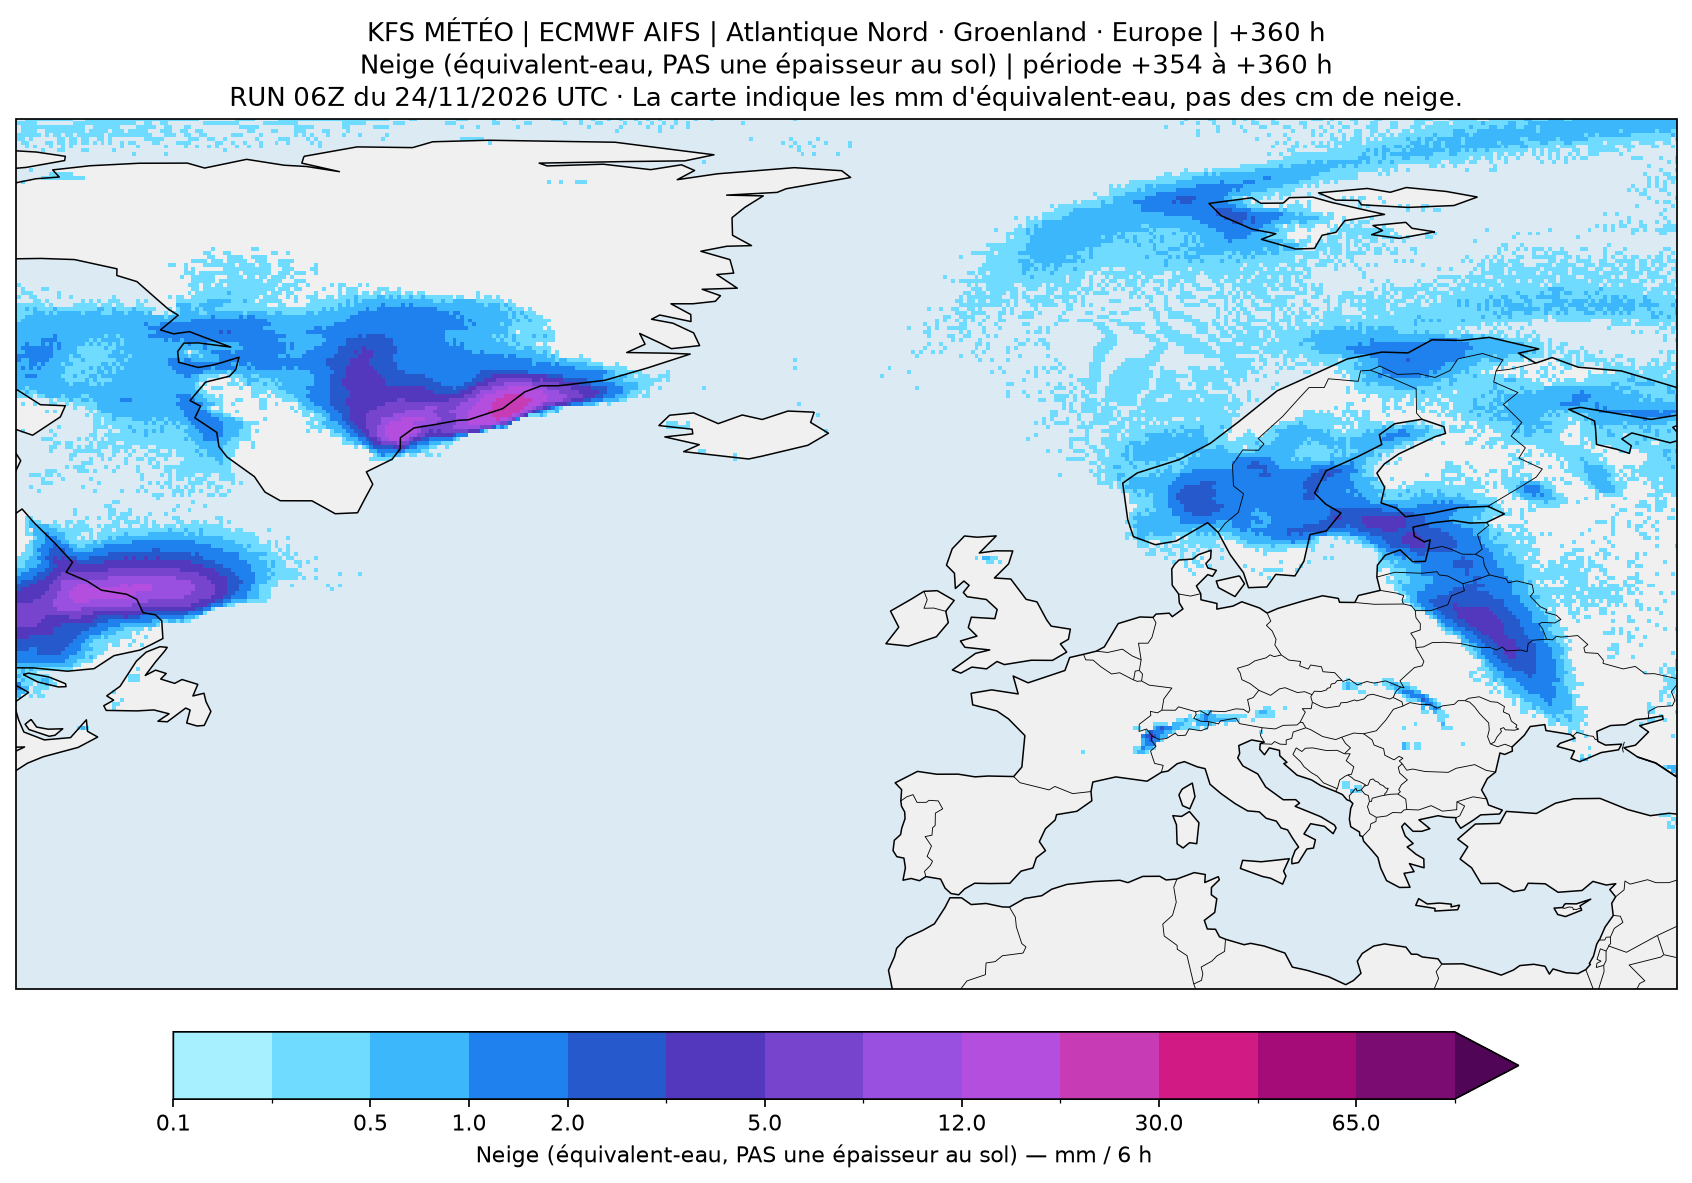 KFS MÉTÉO | ECMWF AIFS | Atlantique Nord · Groenland · Europe | +360 h
Neige (équivalent-eau, PAS une épaisseur au sol) | période +354 à +360 h
RUN 06Z du 24/11/2026 UTC · La carte indique les mm d'équivalent-eau, pas des cm de neige.
0.1 0.5 1.0 2.0 5.0 12.0 30.0 65.0
Neige (équivalent-eau, PAS une épaisseur au sol) — mm / 6 h